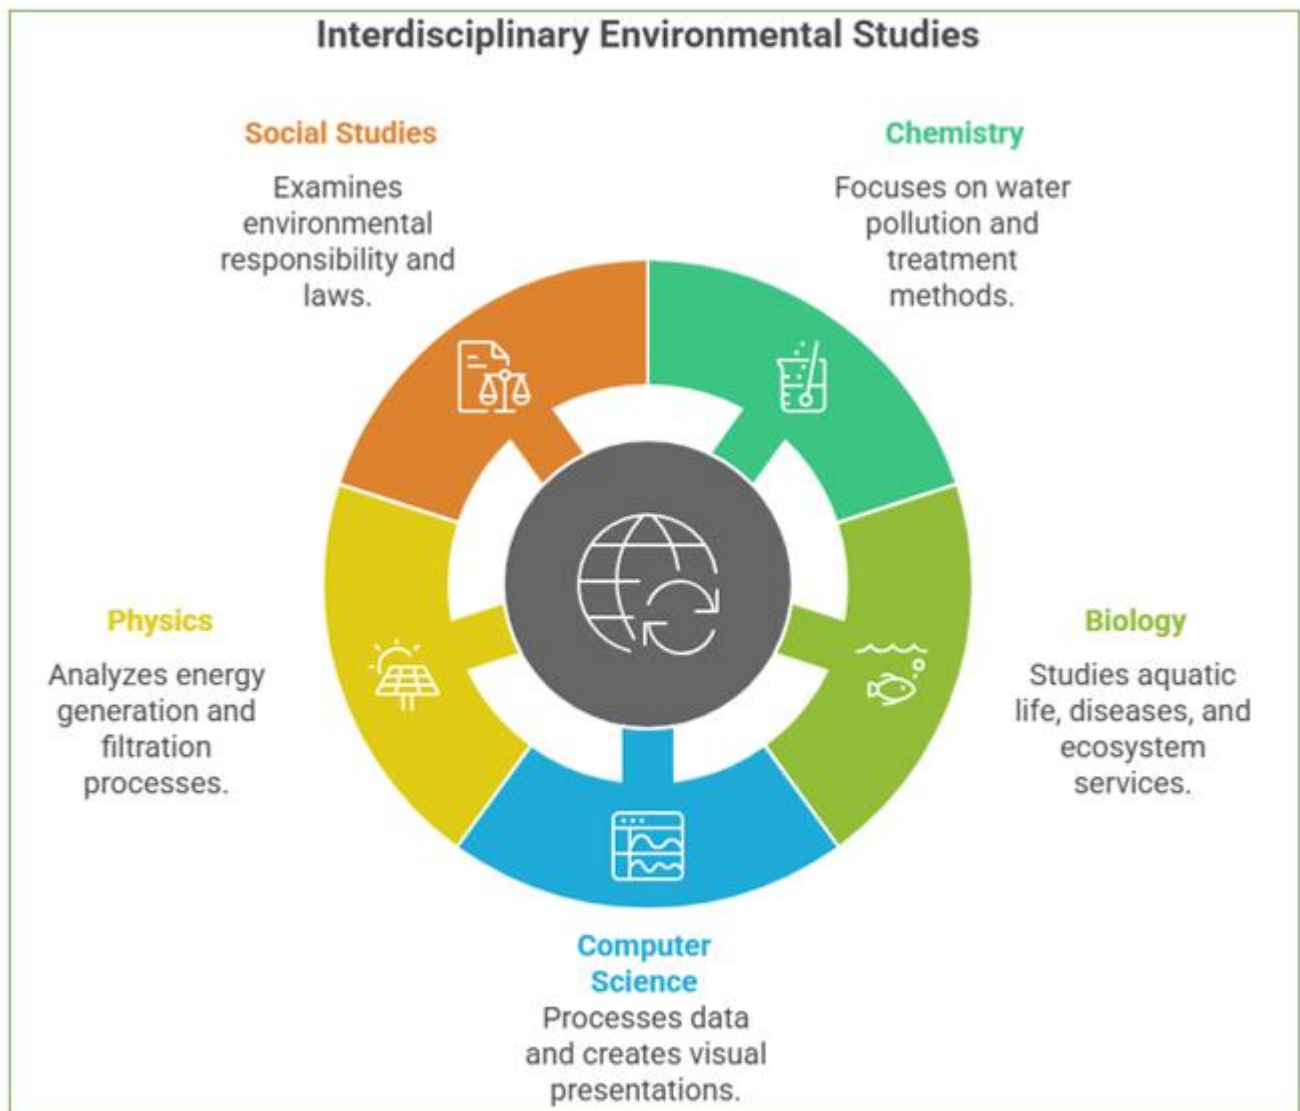 Interdisciplinary Environmental Studies
Social Studies
Examines
environmental
responsibility and
laws.
Chemistry
Focuses on water
pollution and
treatment
methods.
Physics
Analyzes energy
generation and
filtration
processes.
Biology
Studies aquatic
life, diseases, and
ecosystem
services.
Computer
Science
Processes data
and creates visual
presentations.